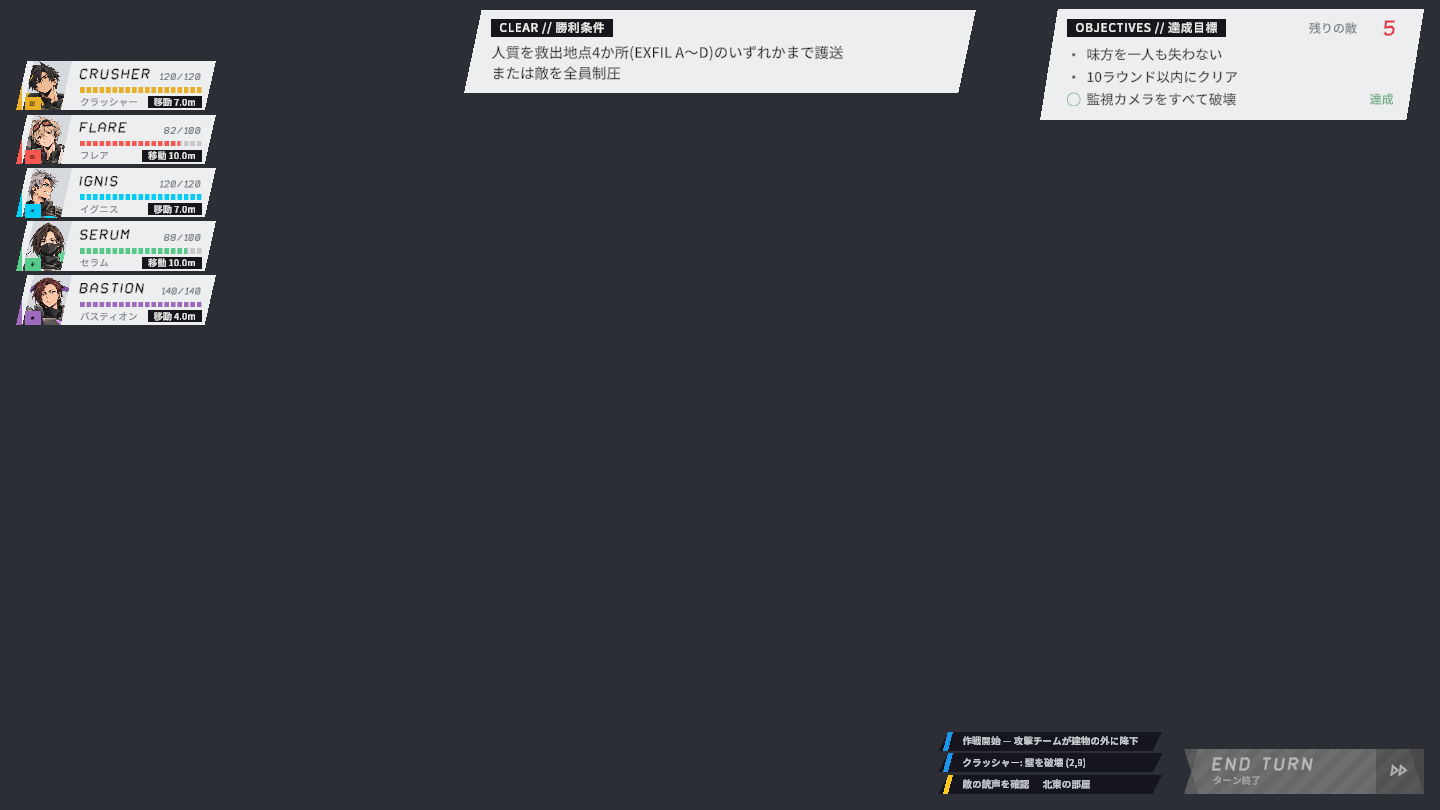 CLEAR // 勝利条件
人質を救出地点4か所(EXFIL A〜D)のいずれかまで護送
または敵を全員制圧
OBJECTIVES // 達成目標
残りの敵 5
・ 味方を一人も失わない
・ 10ラウンド以内にクリア
◯ 監視カメラをすべて破壊 達成
CRUSHER 120/120
クラッシャー 移動 7.0m
FLARE 82/100
フレア 移動 10.0m
IGNIS 120/120
イグニス 移動 7.0m
SERUM 88/100
セラム 移動 10.0m
BASTION 140/140
バスティオン 移動 4.0m
作戦開始 — 攻撃チームが建物の外に降下
クラッシャー: 壁を破壊 (2,9)
敵の銃声を確認 北東の部屋
END TURN
ターン終了